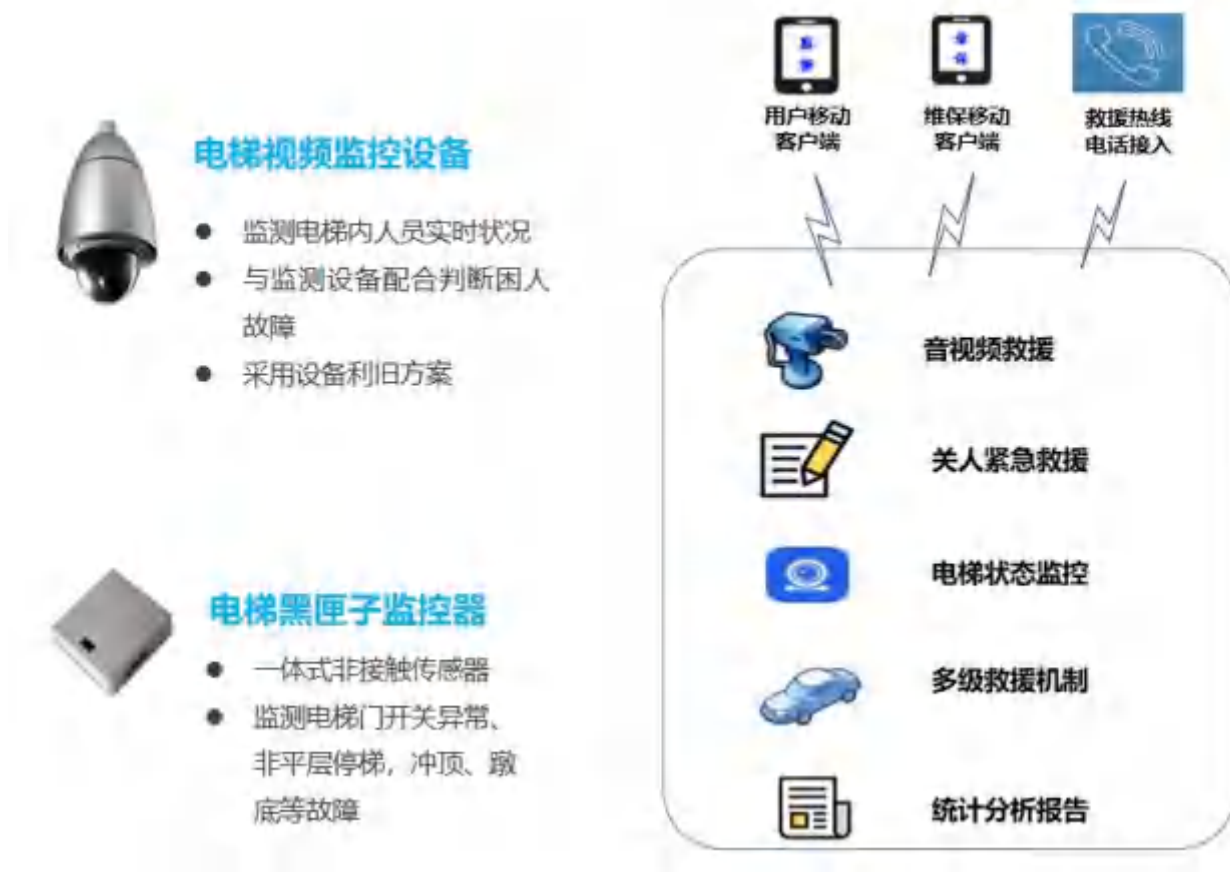 电梯视频监控设备
● 监测电梯内人员实时状况
● 与监测设备配合判断困人
故障
● 采用设备利旧方案
电梯黑匣子监控器
● 一体式非接触传感器
● 监测电梯门开关异常、
非平层停梯，冲顶、蹾
底等故障
用户移动
客户端
维保移动
客户端
救援热线
电话接入
音视频救援
关人紧急救援
电梯状态监控
多级救援机制
统计分析报告